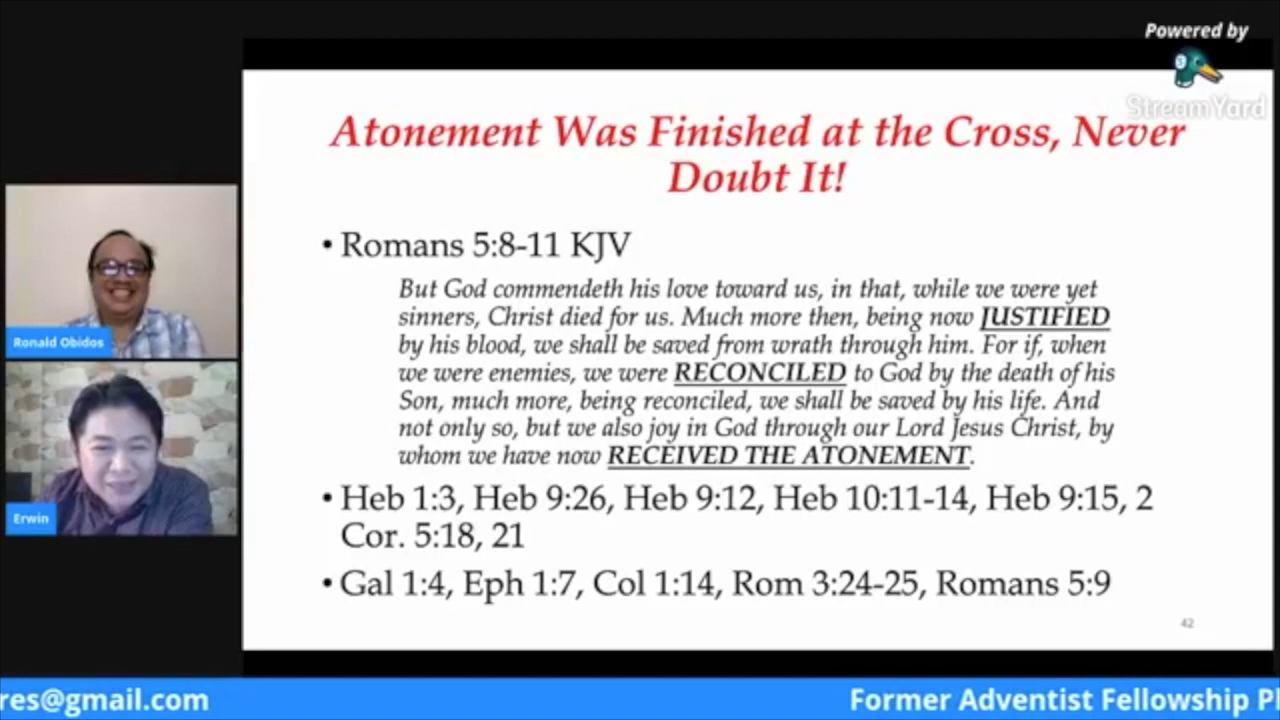 Powered by
StreamYard
Atonement Was Finished at the Cross, Never
Doubt It!
• Romans 5:8-11 KJV
But God commendeth his love toward us, in that, while we were yet
sinners, Christ died for us. Much more then, being now JUSTIFIED
by his blood, we shall be saved from wrath through him. For if, when
we were enemies, we were RECONCILED to God by the death of his
Son, much more, being reconciled, we shall be saved by his life. And
not only so, but we also joy in God through our Lord Jesus Christ, by
whom we have now RECEIVED THE ATONEMENT.
• Heb 1:3, Heb 9:26, Heb 9:12, Heb 10:11-14, Heb 9:15, 2
Cor. 5:18, 21
• Gal 1:4, Eph 1:7, Col 1:14, Rom 3:24-25, Romans 5:9
42
Ronald Obidos
Erwin
res@gmail.com
Former Adventist Fellowship